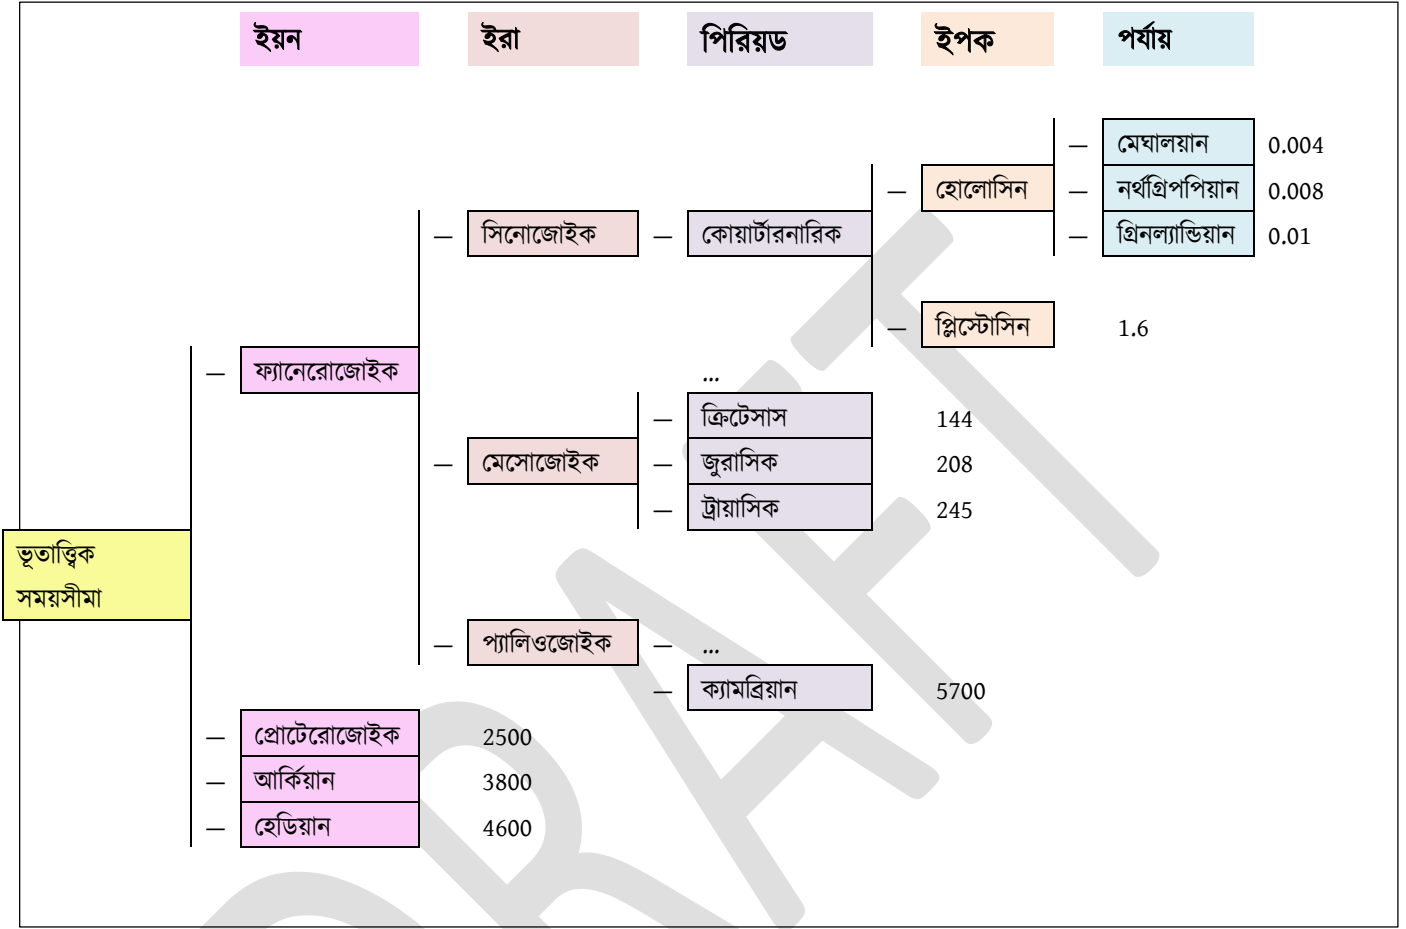 ইয়ন ইরা পিরিয়ড ইপক পর্যায়
— মেঘালয়ান 0.004
— হোলোসিন — নর্থগ্রিপপিয়ান 0.008
— সিনোজোইক — কোয়ার্টারনারিক — গ্রিনল্যান্ডিয়ান 0.01
— প্লিস্টোসিন 1.6
— ফ্যানেরোজোইক ...
— ক্রিটেসাস 144
— মেসোজোইক — জুরাসিক 208
— ট্রায়াসিক 245
ভূতাত্ত্বিক
সময়সীমা
— প্যালিওজোইক — ...
— ক্যামব্রিয়ান 5700
— প্রোটেরোজোইক 2500
— আর্কিয়ান 3800
— হেডিয়ান 4600
DRAFT